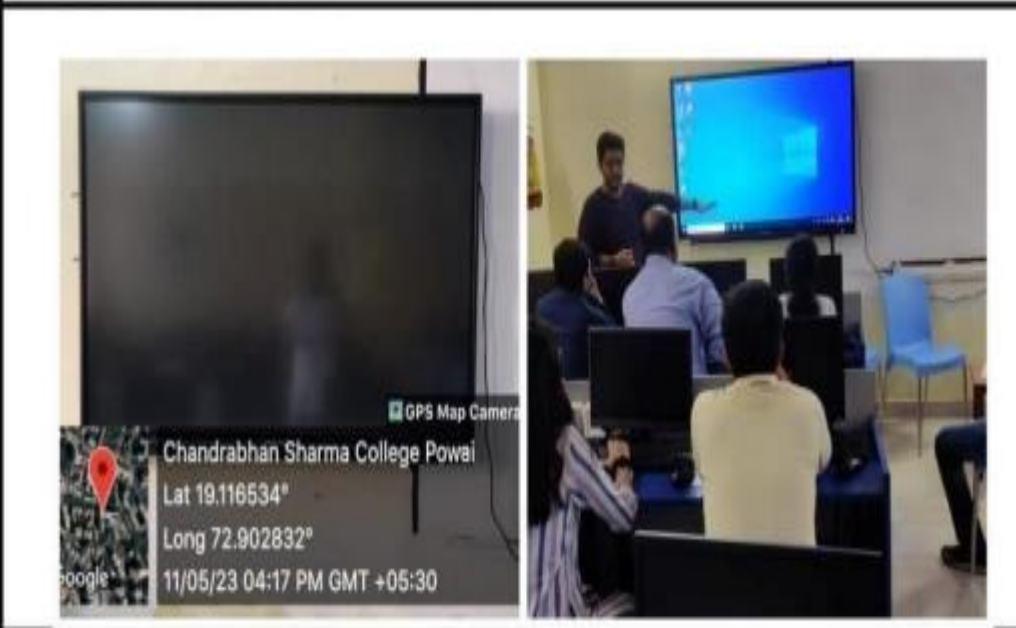 GPS Map Camera
Chandrabhan Sharma College Powai
Lat 19.116534°
Long 72.902832°
11/05/23 04:17 PM GMT +05:30
Google